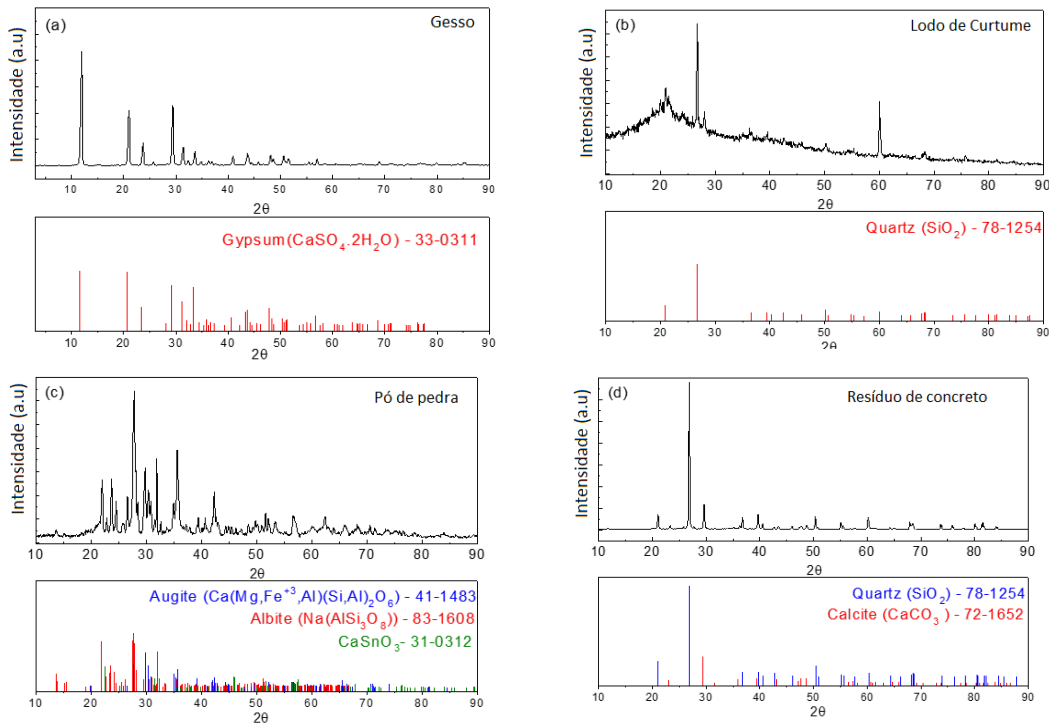 (a)
Gesso
Intensidade (a.u)
10 20 30 40 50 60 70 80 90
2θ
Gypsum(CaSO₄.2H₂O) - 33-0311
10 20 30 40 50 60 70 80 90
2θ
(b)
Lodo de Curtume
Intensidade (a.u)
10 20 30 40 50 60 70 80 90
2θ
Quartz (SiO₂) - 78-1254
10 20 30 40 50 60 70 80 90
2θ
(c)
Pó de pedra
Intensidade (a.u)
10 20 30 40 50 60 70 80 90
2θ
Augite (Ca(Mg,Fe⁺³,Al)(Si,Al)₂O₆) - 41-1483
Albite (Na(AlSi₃O₈)) - 83-1608
CaSnO₃- 31-0312
10 20 30 40 50 60 70 80 90
2θ
(d)
Resíduo de concreto
Intensidade (a.u)
10 20 30 40 50 60 70 80 90
2θ
Quartz (SiO₂) - 78-1254
Calcite (CaCO₃) - 72-1652
10 20 30 40 50 60 70 80 90
2θ